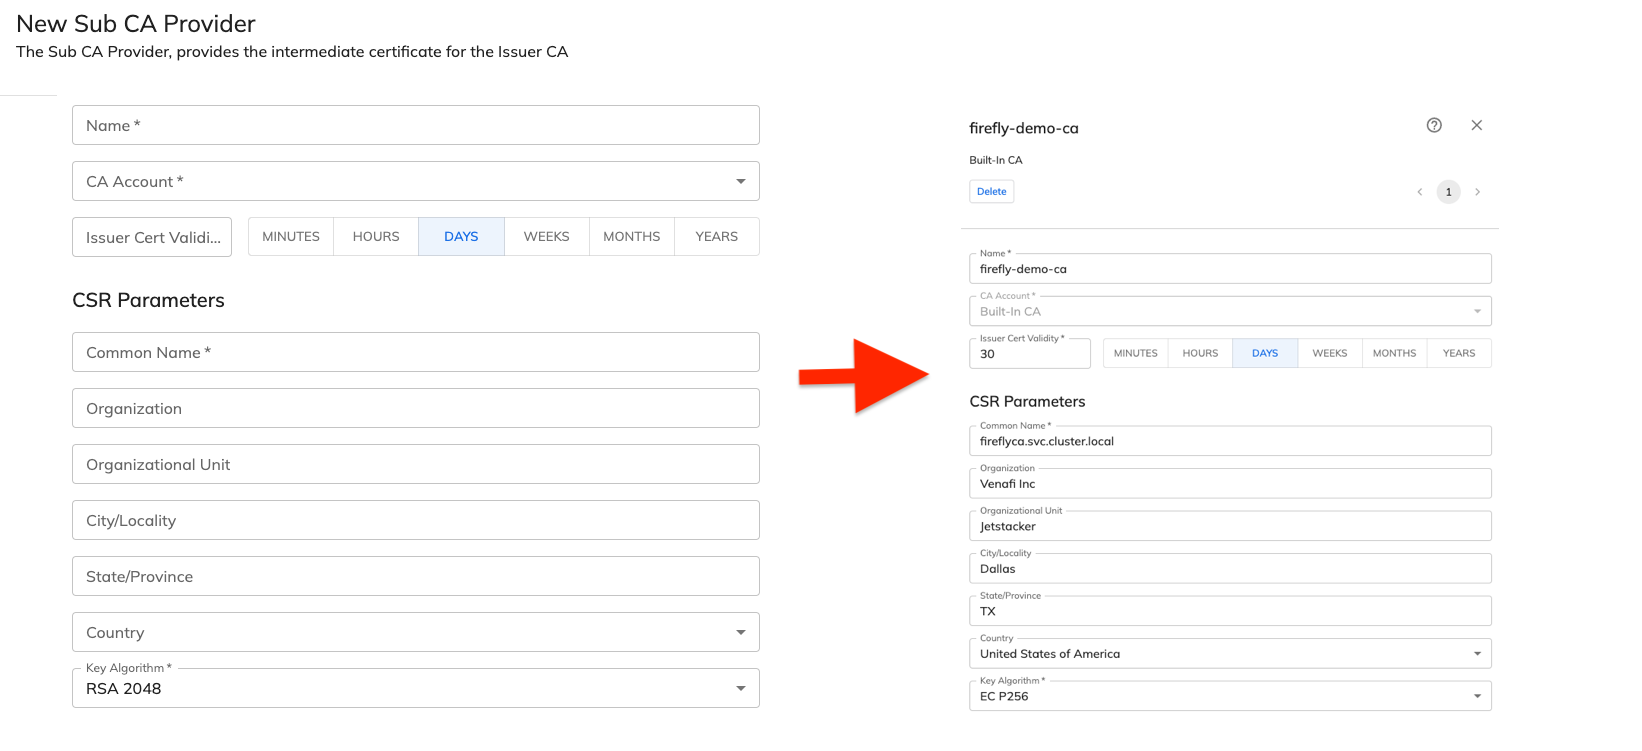 New Sub CA Provider
The Sub CA Provider, provides the intermediate certificate for the Issuer CA
Name *
CA Account *
Issuer Cert Validi...
MINUTES HOURS DAYS WEEKS MONTHS YEARS
CSR Parameters
Common Name *
Organization
Organizational Unit
City/Locality
State/Province
Country
Key Algorithm *
RSA 2048
firefly-demo-ca
Built-In CA
Delete
1
Name *
firefly-demo-ca
CA Account *
Built-In CA
Issuer Cert Validity *
30
MINUTES HOURS DAYS WEEKS MONTHS YEARS
CSR Parameters
Common Name *
fireflyca.svc.cluster.local
Organization
Venafi Inc
Organizational Unit
Jetstacker
City/Locality
Dallas
State/Province
TX
Country
United States of America
Key Algorithm *
EC P256